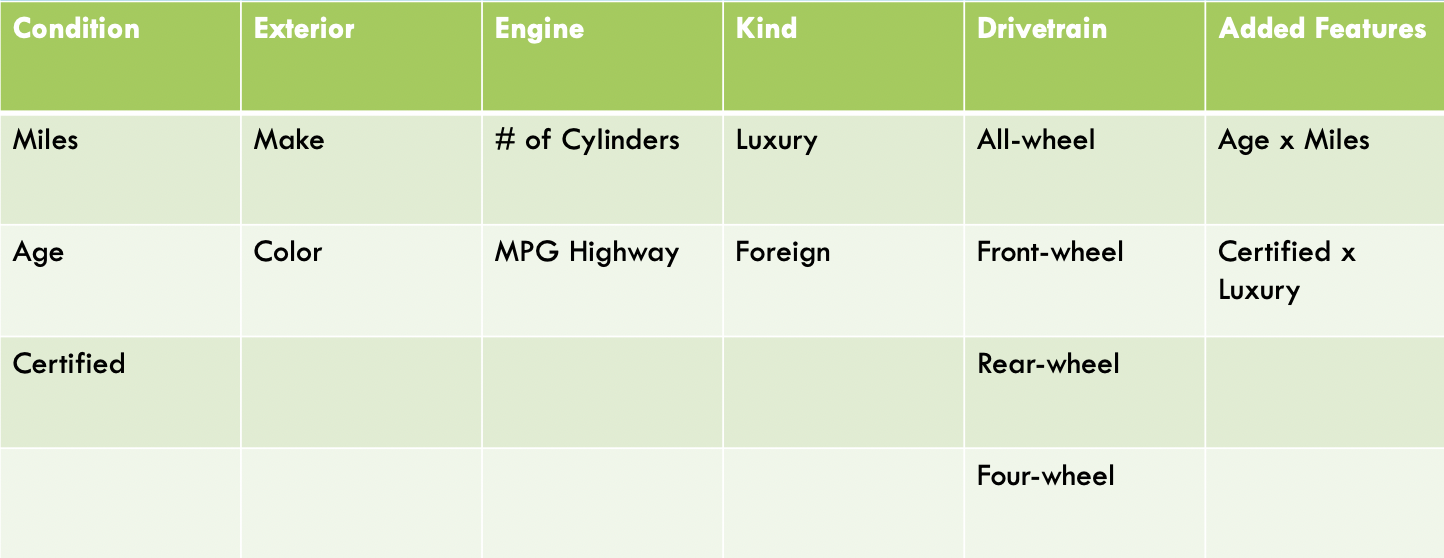 Condition Exterior Engine Kind Drivetrain Added Features
Miles Make # of Cylinders Luxury All-wheel Age x Miles
Age Color MPG Highway Foreign Front-wheel Certified x
Luxury
Certified Rear-wheel
Four-wheel